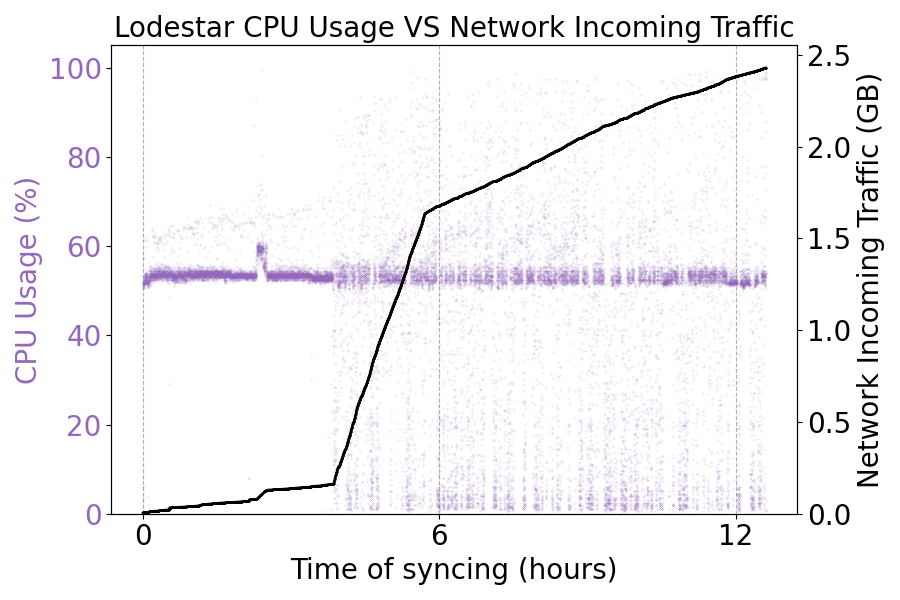 Lodestar CPU Usage VS Network Incoming Traffic
CPU Usage (%)
100
80
60
40
20
0
2.5
2.0
1.5
1.0
0.5
0.0
Network Incoming Traffic (GB)
0 6 12
Time of syncing (hours)